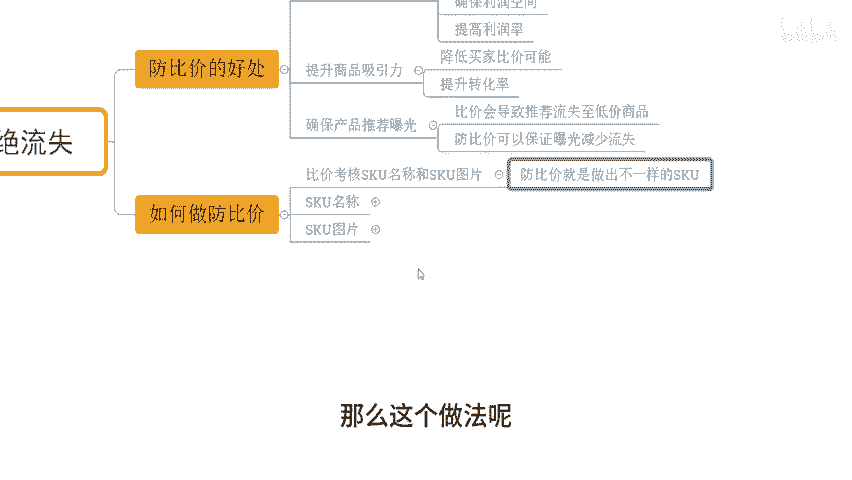 确保利润空间
提高利润率
防比价的好处
提升商品吸引力
降低买家比价可能
提升转化率
确保产品推荐曝光
比价会导致推荐流失至低价商品
防比价可以保证曝光减少流失
绝流失
如何做防比价
比价考核SKU名称和SKU图片
防比价就是做出不一样的SKU
SKU名称
SKU图片
那么这个做法呢